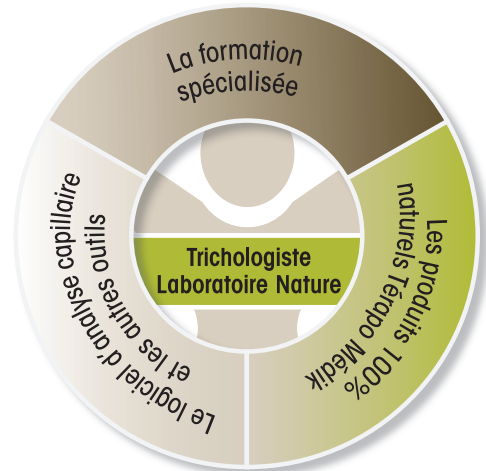 La formation
spécialisée
Le logiciel d'analyse capillaire
et les autres outils
Trichologiste
Laboratoire Nature
Les produits 100%
naturels Térapo Médik